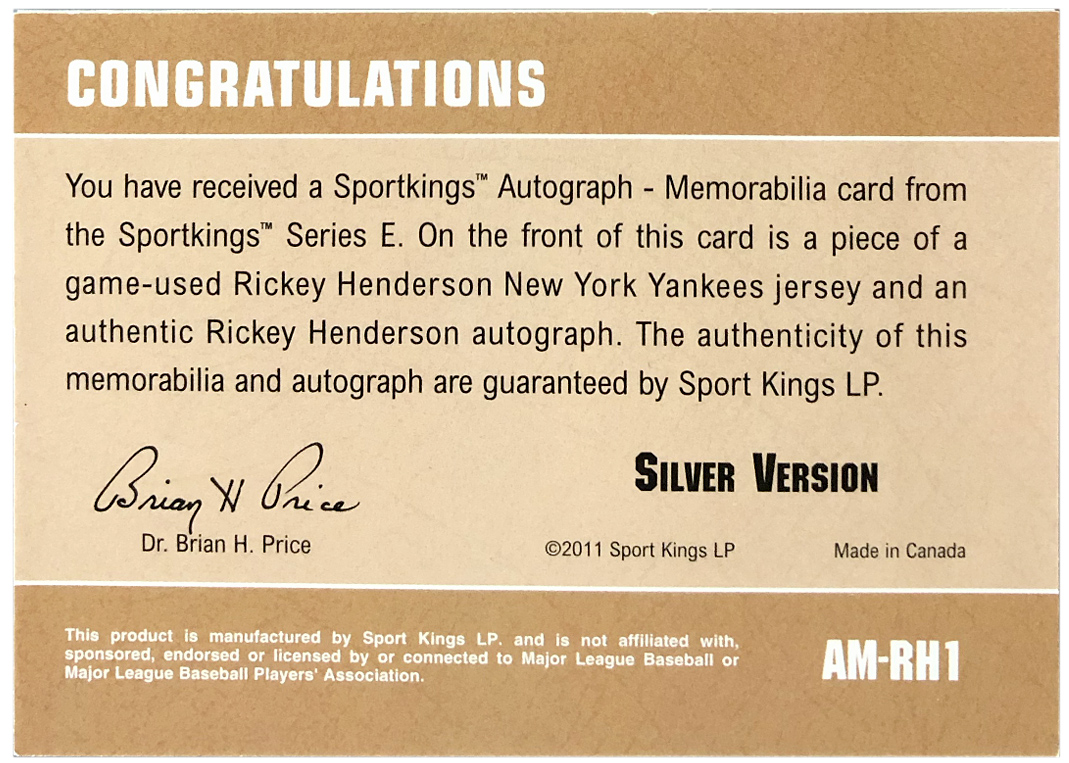 CONGRATULATIONS
You have received a Sportkings™ Autograph - Memorabilia card from
the Sportkings™ Series E. On the front of this card is a piece of a
game-used Rickey Henderson New York Yankees jersey and an
authentic Rickey Henderson autograph. The authenticity of this
memorabilia and autograph are guaranteed by Sport Kings LP.
Brian H Price
SILVER VERSION
Dr. Brian H. Price
©2011 Sport Kings LP
Made in Canada
This product is manufactured by Sport Kings LP. and is not affiliated with,
sponsored, endorsed or licensed by or connected to Major League Baseball or
Major League Baseball Players' Association.
AM-RH1